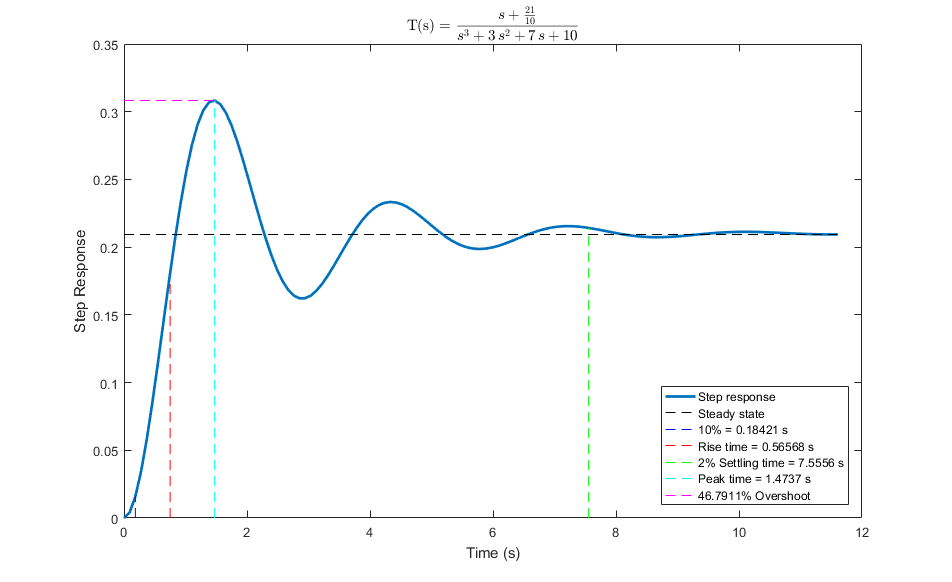 T(s) = (s + 21/10)/(s³ + 3 s² + 7 s + 10)
0.35
0.3
0.25
0.2
0.15
0.1
0.05
0
Step Response
0 2 4 6 8 10 12
Time (s)
Step response
Steady state
10% = 0.18421 s
Rise time = 0.56568 s
2% Settling time = 7.5556 s
Peak time = 1.4737 s
46.7911% Overshoot